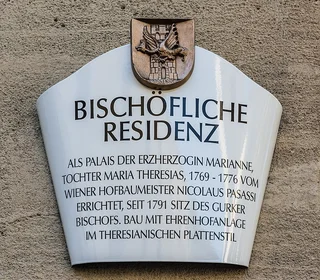 BISCHÖFLICHE
RESIDENZ
ALS PALAIS DER ERZHERZOGIN MARIANNE,
TOCHTER MARIA THERESIAS, 1769 - 1776 VOM
WIENER HOFBAUMEISTER NICOLAUS PASASSI
ERRICHTET, SEIT 1791 SITZ DES GURKER
BISCHOFS. BAU MIT EHRENHOFANLAGE
IM THERESIANISCHEN PLATTENSTIL